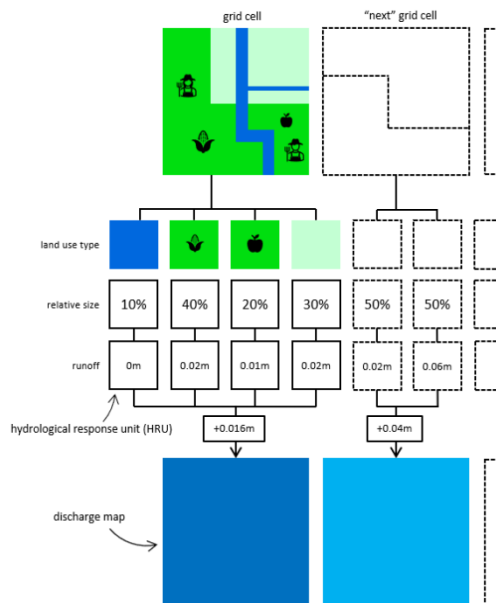 grid cell
“next” grid cell
land use type
relative size
10%
40%
20%
30%
50%
50%
runoff
0m
0.02m
0.01m
0.02m
0.02m
0.06m
hydrological response unit (HRU)
+0.016m
+0.04m
discharge map